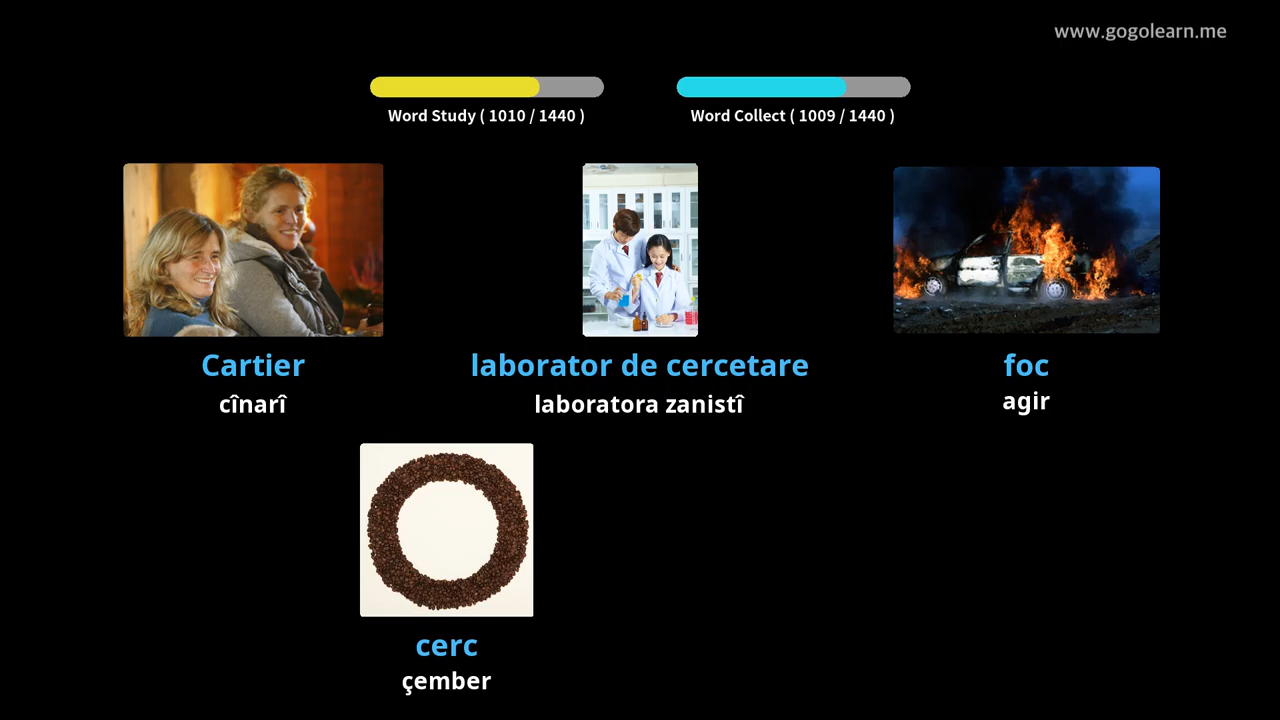 www.gogolearn.me
Word Study ( 1010 / 1440 )
Word Collect ( 1009 / 1440 )
Cartier
cînarî
laborator de cercetare
laboratora zanistî
foc
agir
cerc
çember